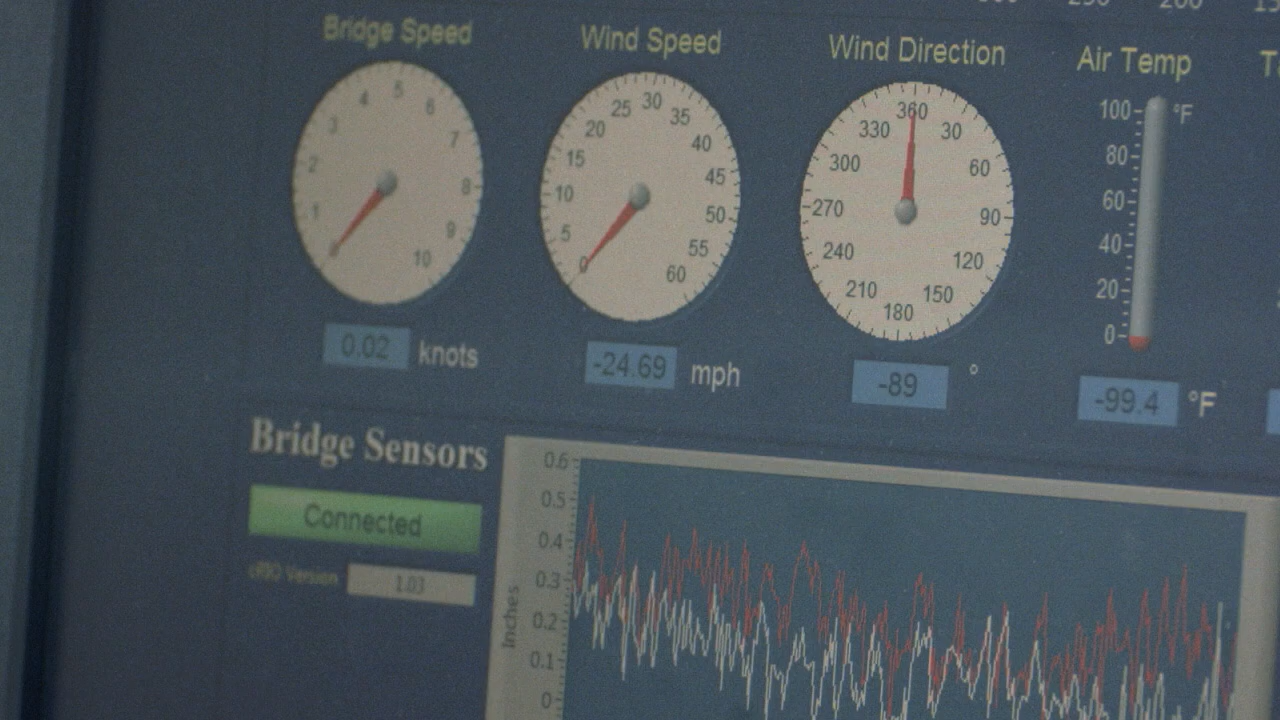 Bridge Speed
Wind Speed
Wind Direction
Air Temp
0 1 2 3 4 5 6 7 8 9 10
0 5 10 15 20 25 30 35 40 45 50 55 60
360 30 60 90 120 150 180 210 240 270 300 330
100 °F
80
60
40
20
0
0.02 knots
-24.69 mph
-89 °
-99.4 °F
Bridge Sensors
Connected
cRIO Version 1.03
Inches
0.6
0.5
0.4
0.3
0.2
0.1
0